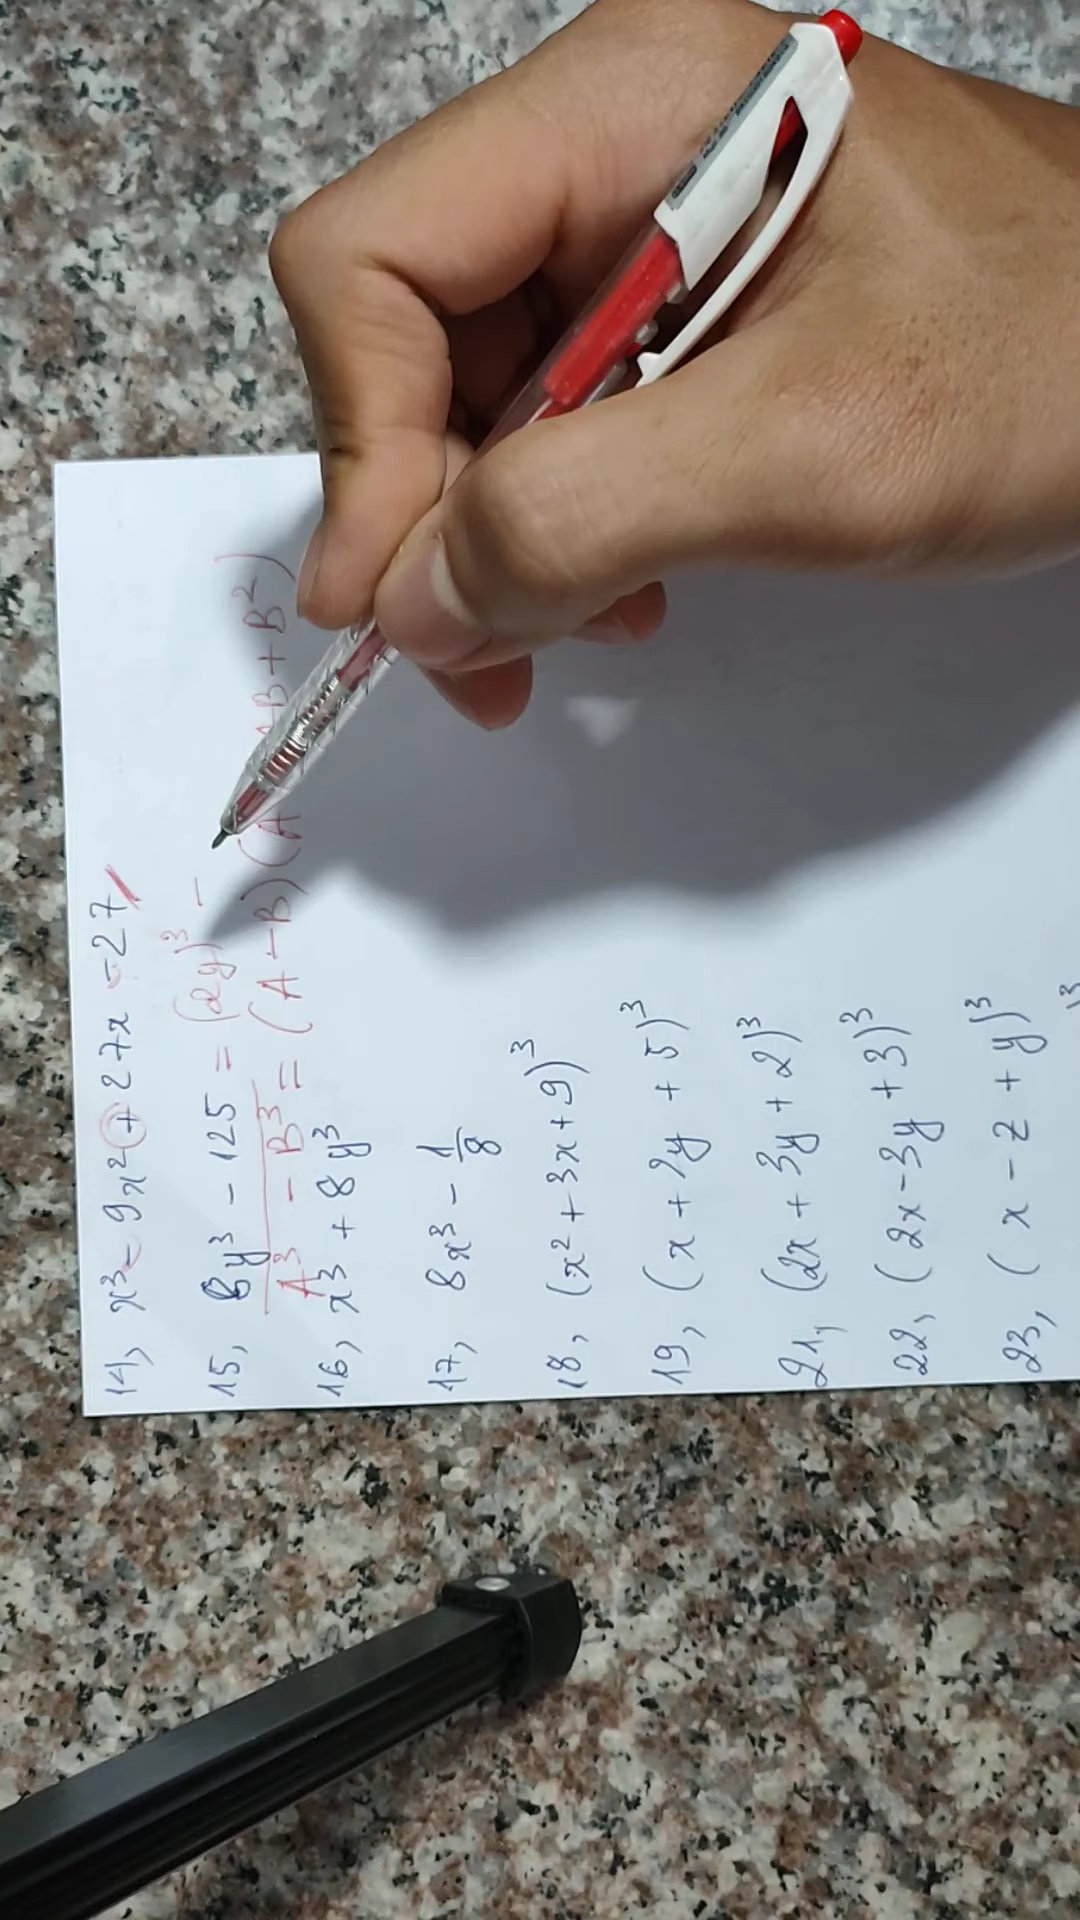 14, x³ - 9x² + 27x - 27
15, 8y³ - 125 = (2y)³ -
A³ - B³ = (A - B)(A AB + B²)
16, x³ + 8y³
17, 8x³ - 1/8
18, (x² + 3x + 9)³
19, (x + 2y + 5)³
21, (2x + 3y + 2)³
22, (2x - 3y + 3)³
23, (x - z + y)³